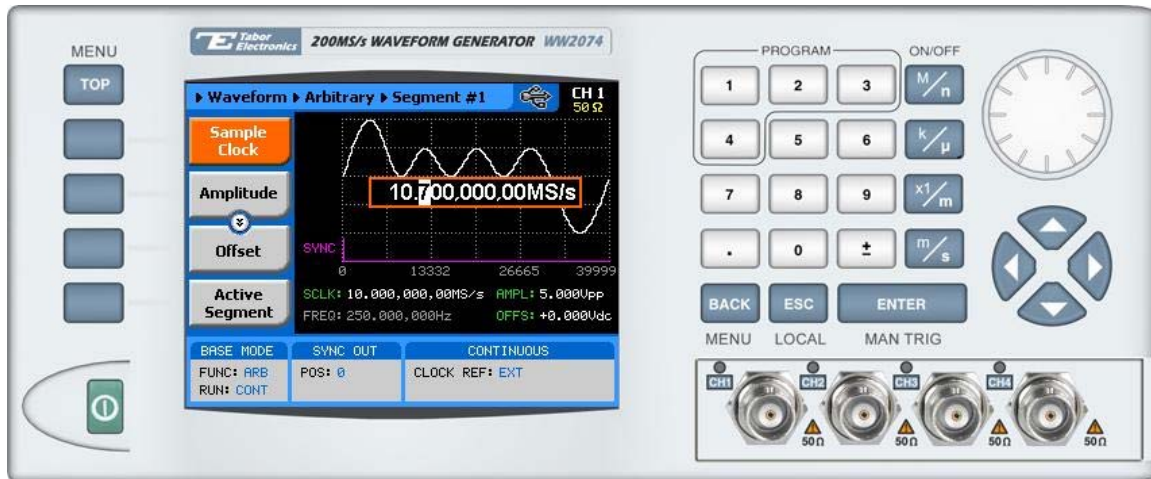 MENU
TOP
Tabor Electronics 200MS/s WAVEFORM GENERATOR WW2074
Waveform Arbitrary Segment #1
CH 1
50 Ω
Sample Clock
Amplitude
Offset
Active Segment
10.700,000,00MS/s
SYNC
0 13332 26665 39999
SCLK: 10.000,000,00MS/s AMPL: 5.000Vpp
FREQ: 250.000,000Hz OFFS: +0.000Vdc
BASE MODE SYNC OUT CONTINUOUS
FUNC: ARB POS: 0 CLOCK REF: EXT
RUN: CONT
PROGRAM ON/OFF
1 2 3 M/n
4 5 6 k/µ
7 8 9 x1/m
. 0 ± m/s
BACK ESC ENTER
MENU LOCAL MAN TRIG
CH1 CH2 CH3 CH4
50 Ω 50 Ω 50 Ω 50 Ω